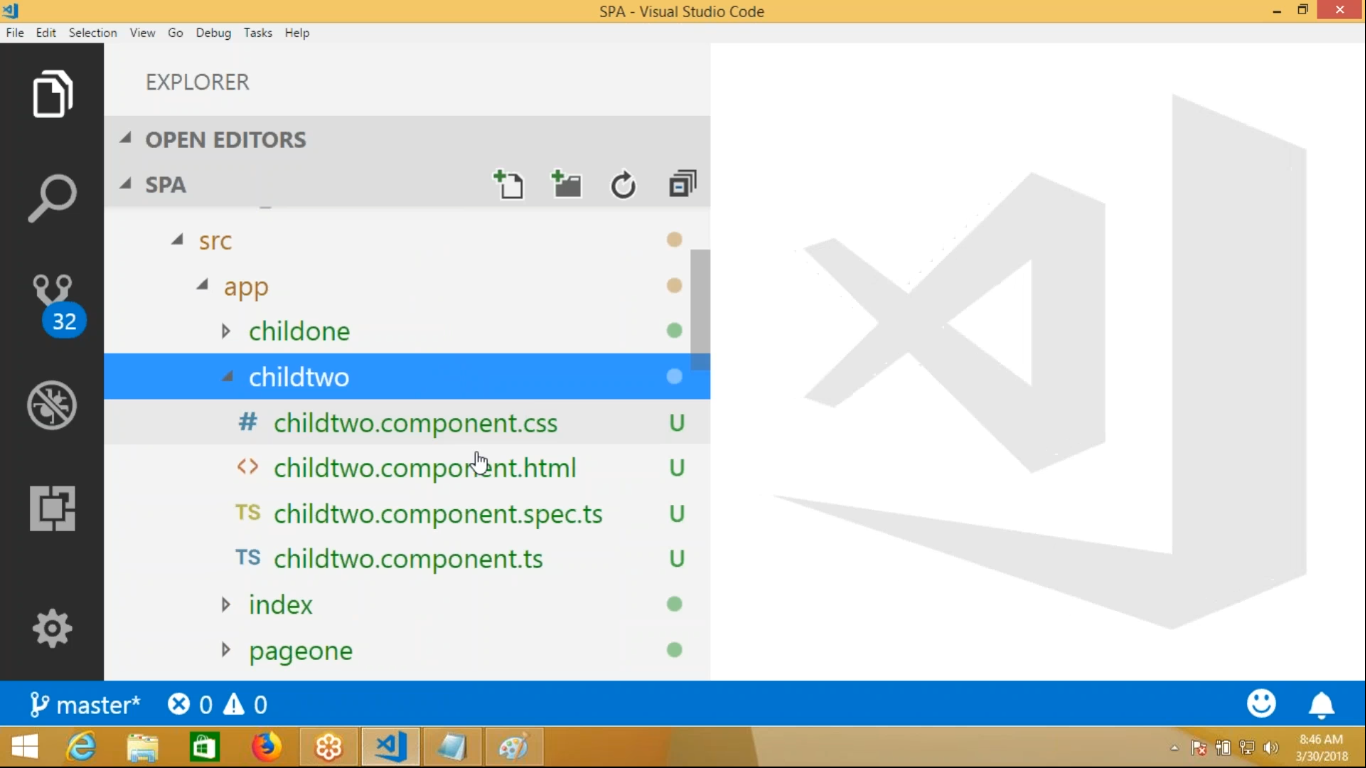 SPA - Visual Studio Code
File Edit Selection View Go Debug Tasks Help
EXPLORER
OPEN EDITORS
SPA
src
app
childone
childtwo
# childtwo.component.css U
<> childtwo.component.html U
TS childtwo.component.spec.ts U
TS childtwo.component.ts U
index
pageone
32
master* 0 0
8:46 AM
3/30/2018